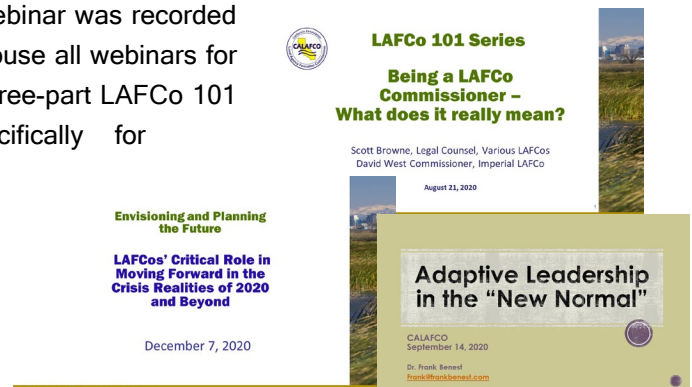 ebinar was recorded
ouse all webinars for
ree-part LAFCo 101
cifically for
CALAFCO
LAFCo 101 Series
Being a LAFCo
Commissioner –
What does it really mean?
Scott Browne, Legal Counsel, Various LAFCos
David West Commissioner, Imperial LAFCo
August 21, 2020
1
Envisioning and Planning
the Future
LAFCos' Critical Role in
Moving Forward in the
Crisis Realities of 2020
and Beyond
December 7, 2020
Adaptive Leadership
in the “New Normal”
CALAFCO
September 14, 2020
Dr. Frank Benest
Frank@frankbenest.com